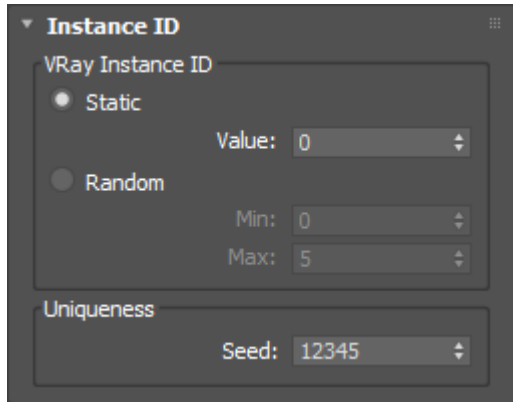 Instance ID
VRay Instance ID
Static
Value: 0
Random
Min: 0
Max: 5
Uniqueness
Seed: 12345